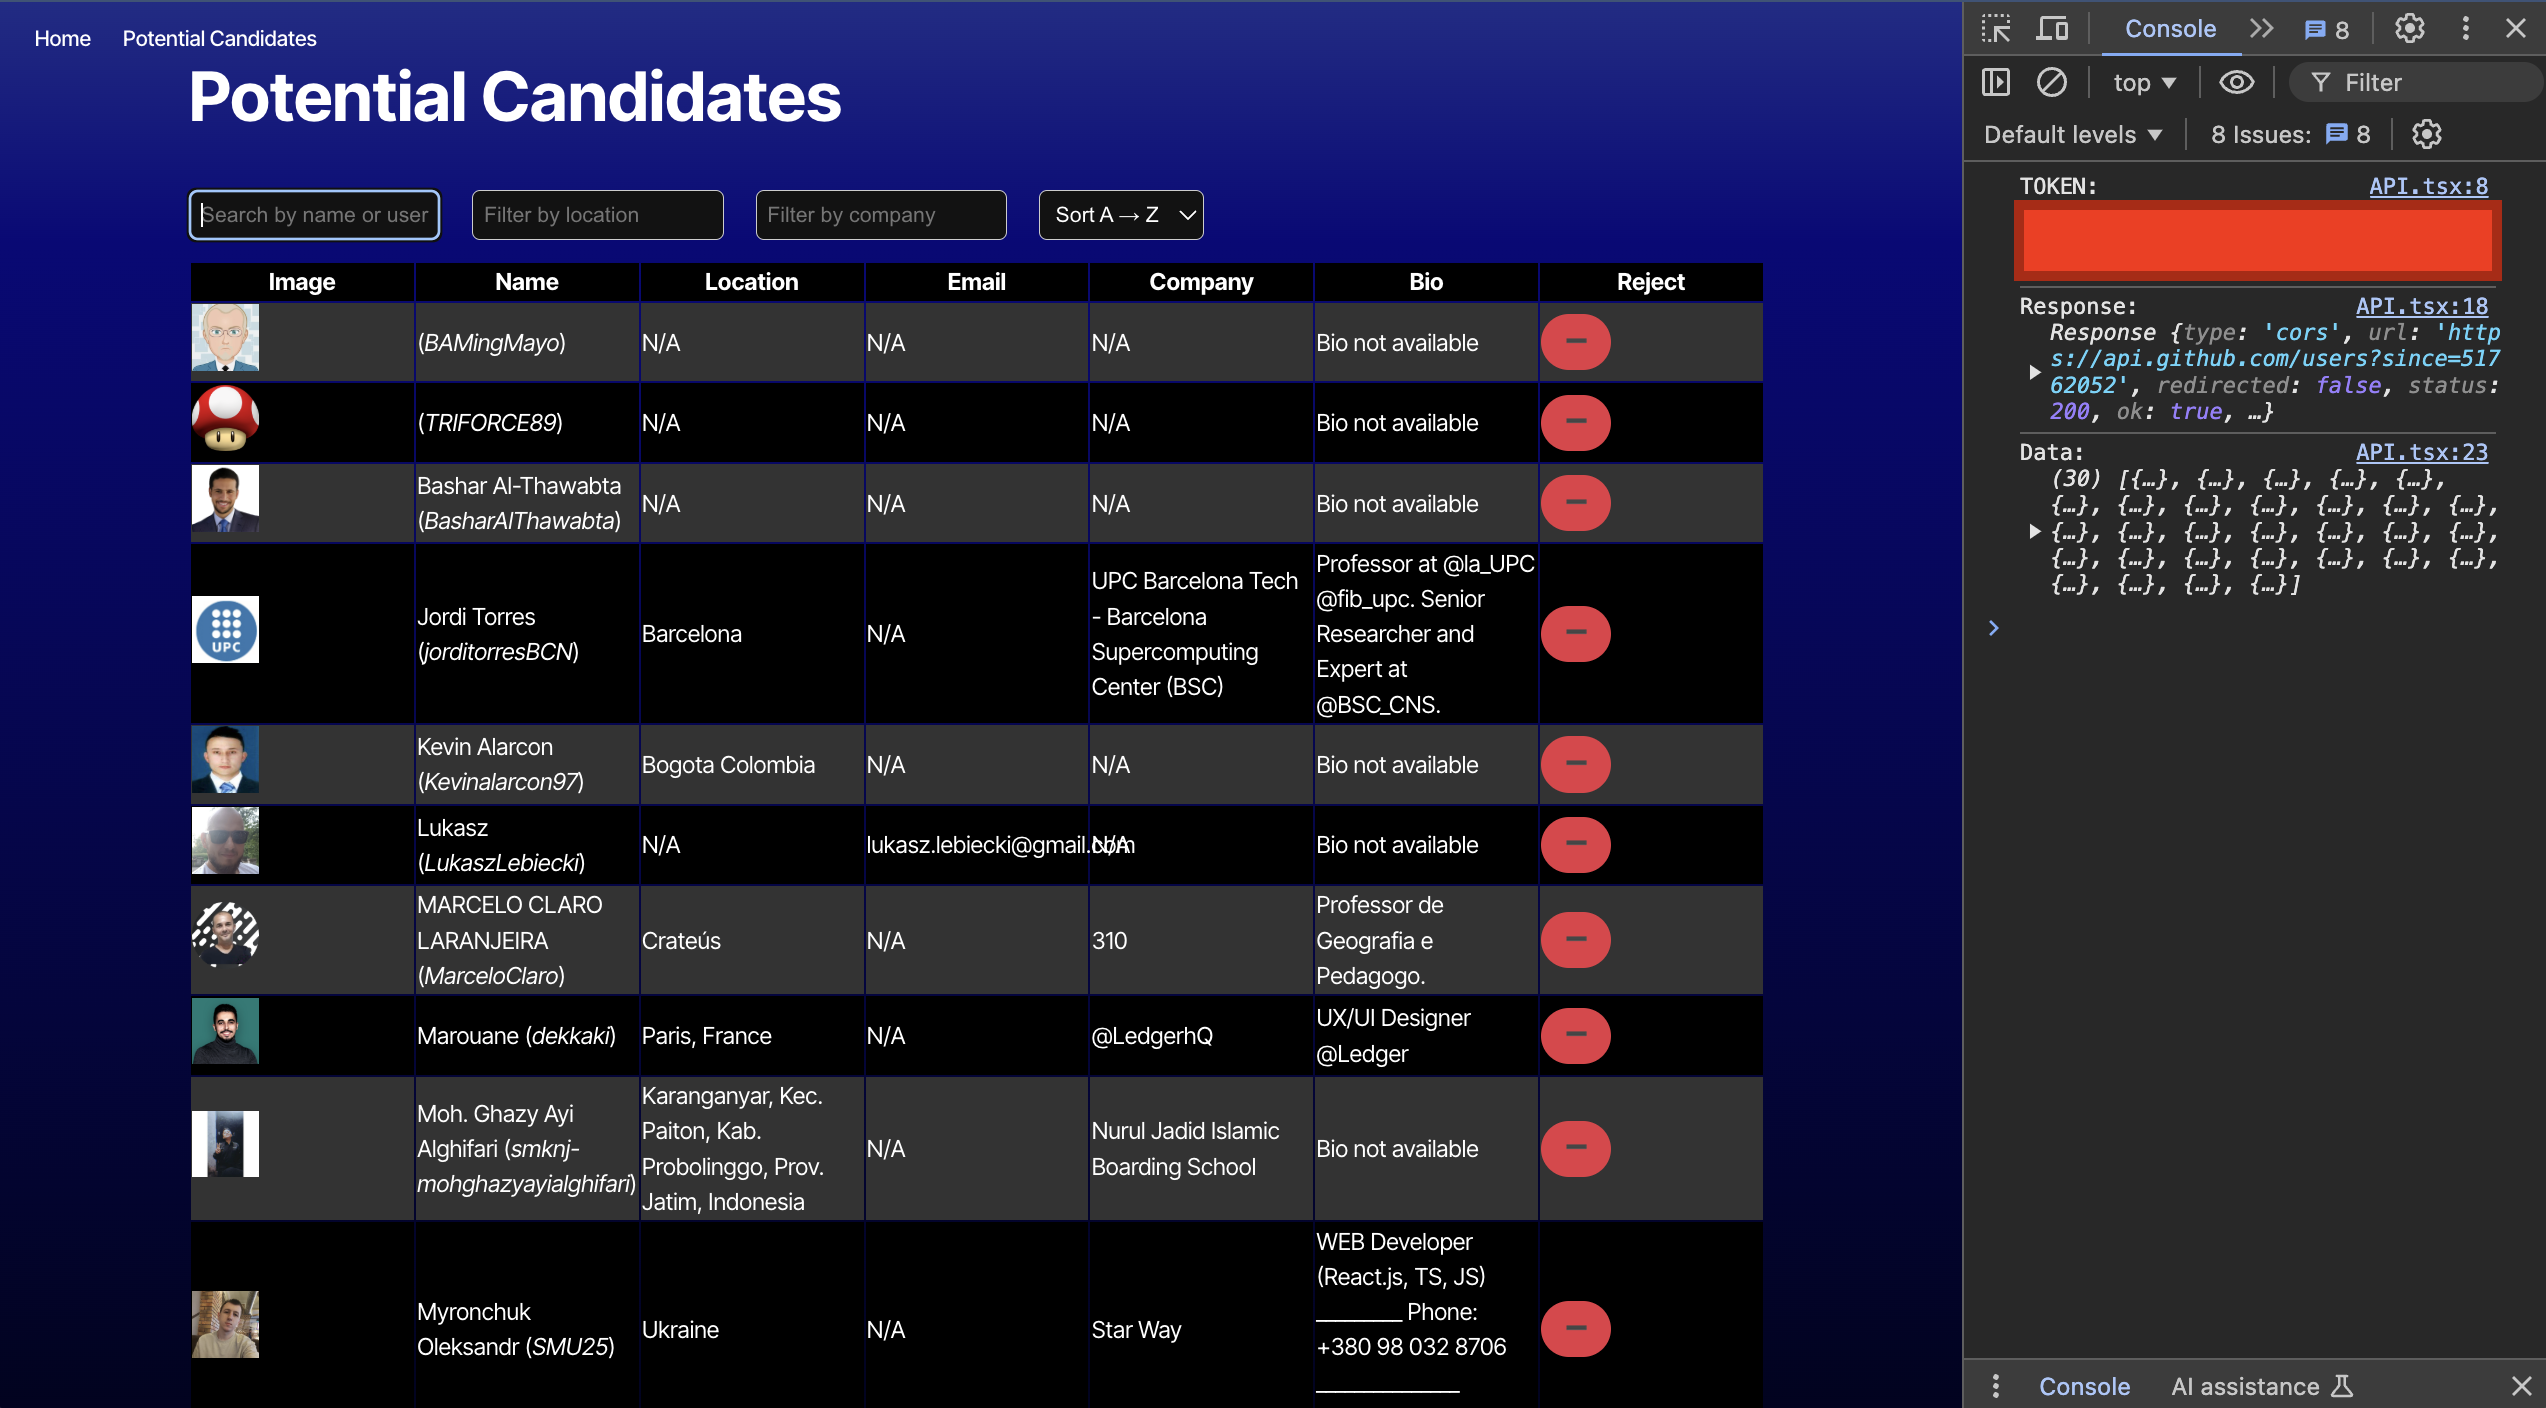 Home Potential Candidates
Potential Candidates
Search by name or user
Filter by location
Filter by company
Sort A → Z
Image Name Location Email Company Bio Reject
(BAMingMayo) N/A N/A N/A Bio not available
(TRIFORCE89) N/A N/A N/A Bio not available
Bashar Al-Thawabta
(BasharAlThawabta)
N/A N/A N/A Bio not available
UPC
Jordi Torres
(jorditorresBCN)
Barcelona
N/A
UPC Barcelona Tech
- Barcelona
Supercomputing
Center (BSC)
Professor at @la_UPC
@fib_upc. Senior
Researcher and
Expert at
@BSC_CNS.
Kevin Alarcon
(Kevinalarcon97)
Bogota Colombia
N/A
N/A
Bio not available
Lukasz
(LukaszLebiecki)
N/A
lukasz.lebiecki@gmail.com
N/A
Bio not available
MARCELO CLARO
LARANJEIRA
(MarceloClaro)
Crateús
N/A
310
Professor de
Geografia e
Pedagogo.
Marouane (dekkaki)
Paris, France
N/A
@LedgerhQ
UX/UI Designer
@Ledger
Moh. Ghazy Ayi
Alghifari (smknj-
mohghazyayialghifari)
Karanganyar, Kec.
Paiton, Kab.
Probolinggo, Prov.
Jatim, Indonesia
N/A
Nurul Jadid Islamic
Boarding School
Bio not available
Myronchuk
Oleksandr (SMU25)
Ukraine
N/A
Star Way
WEB Developer
(React.js, TS, JS)
________ Phone:
+380 98 032 8706
______________
Console 8
top Filter
Default levels 8 Issues: 8
TOKEN: API.tsx:8
Response: API.tsx:18
Response {type: 'cors', url: 'http
s://api.github.com/users?since=517
62052', redirected: false, status:
200, ok: true, …}
Data: API.tsx:23
(30) [{…}, {…}, {…}, {…}, {…},
{…}, {…}, {…}, {…}, {…}, {…}, {…},
{…}, {…}, {…}, {…}, {…}, {…}, {…},
{…}, {…}, {…}, {…}, {…}, {…}, {…},
{…}, {…}, {…}, {…}]
Console AI assistance